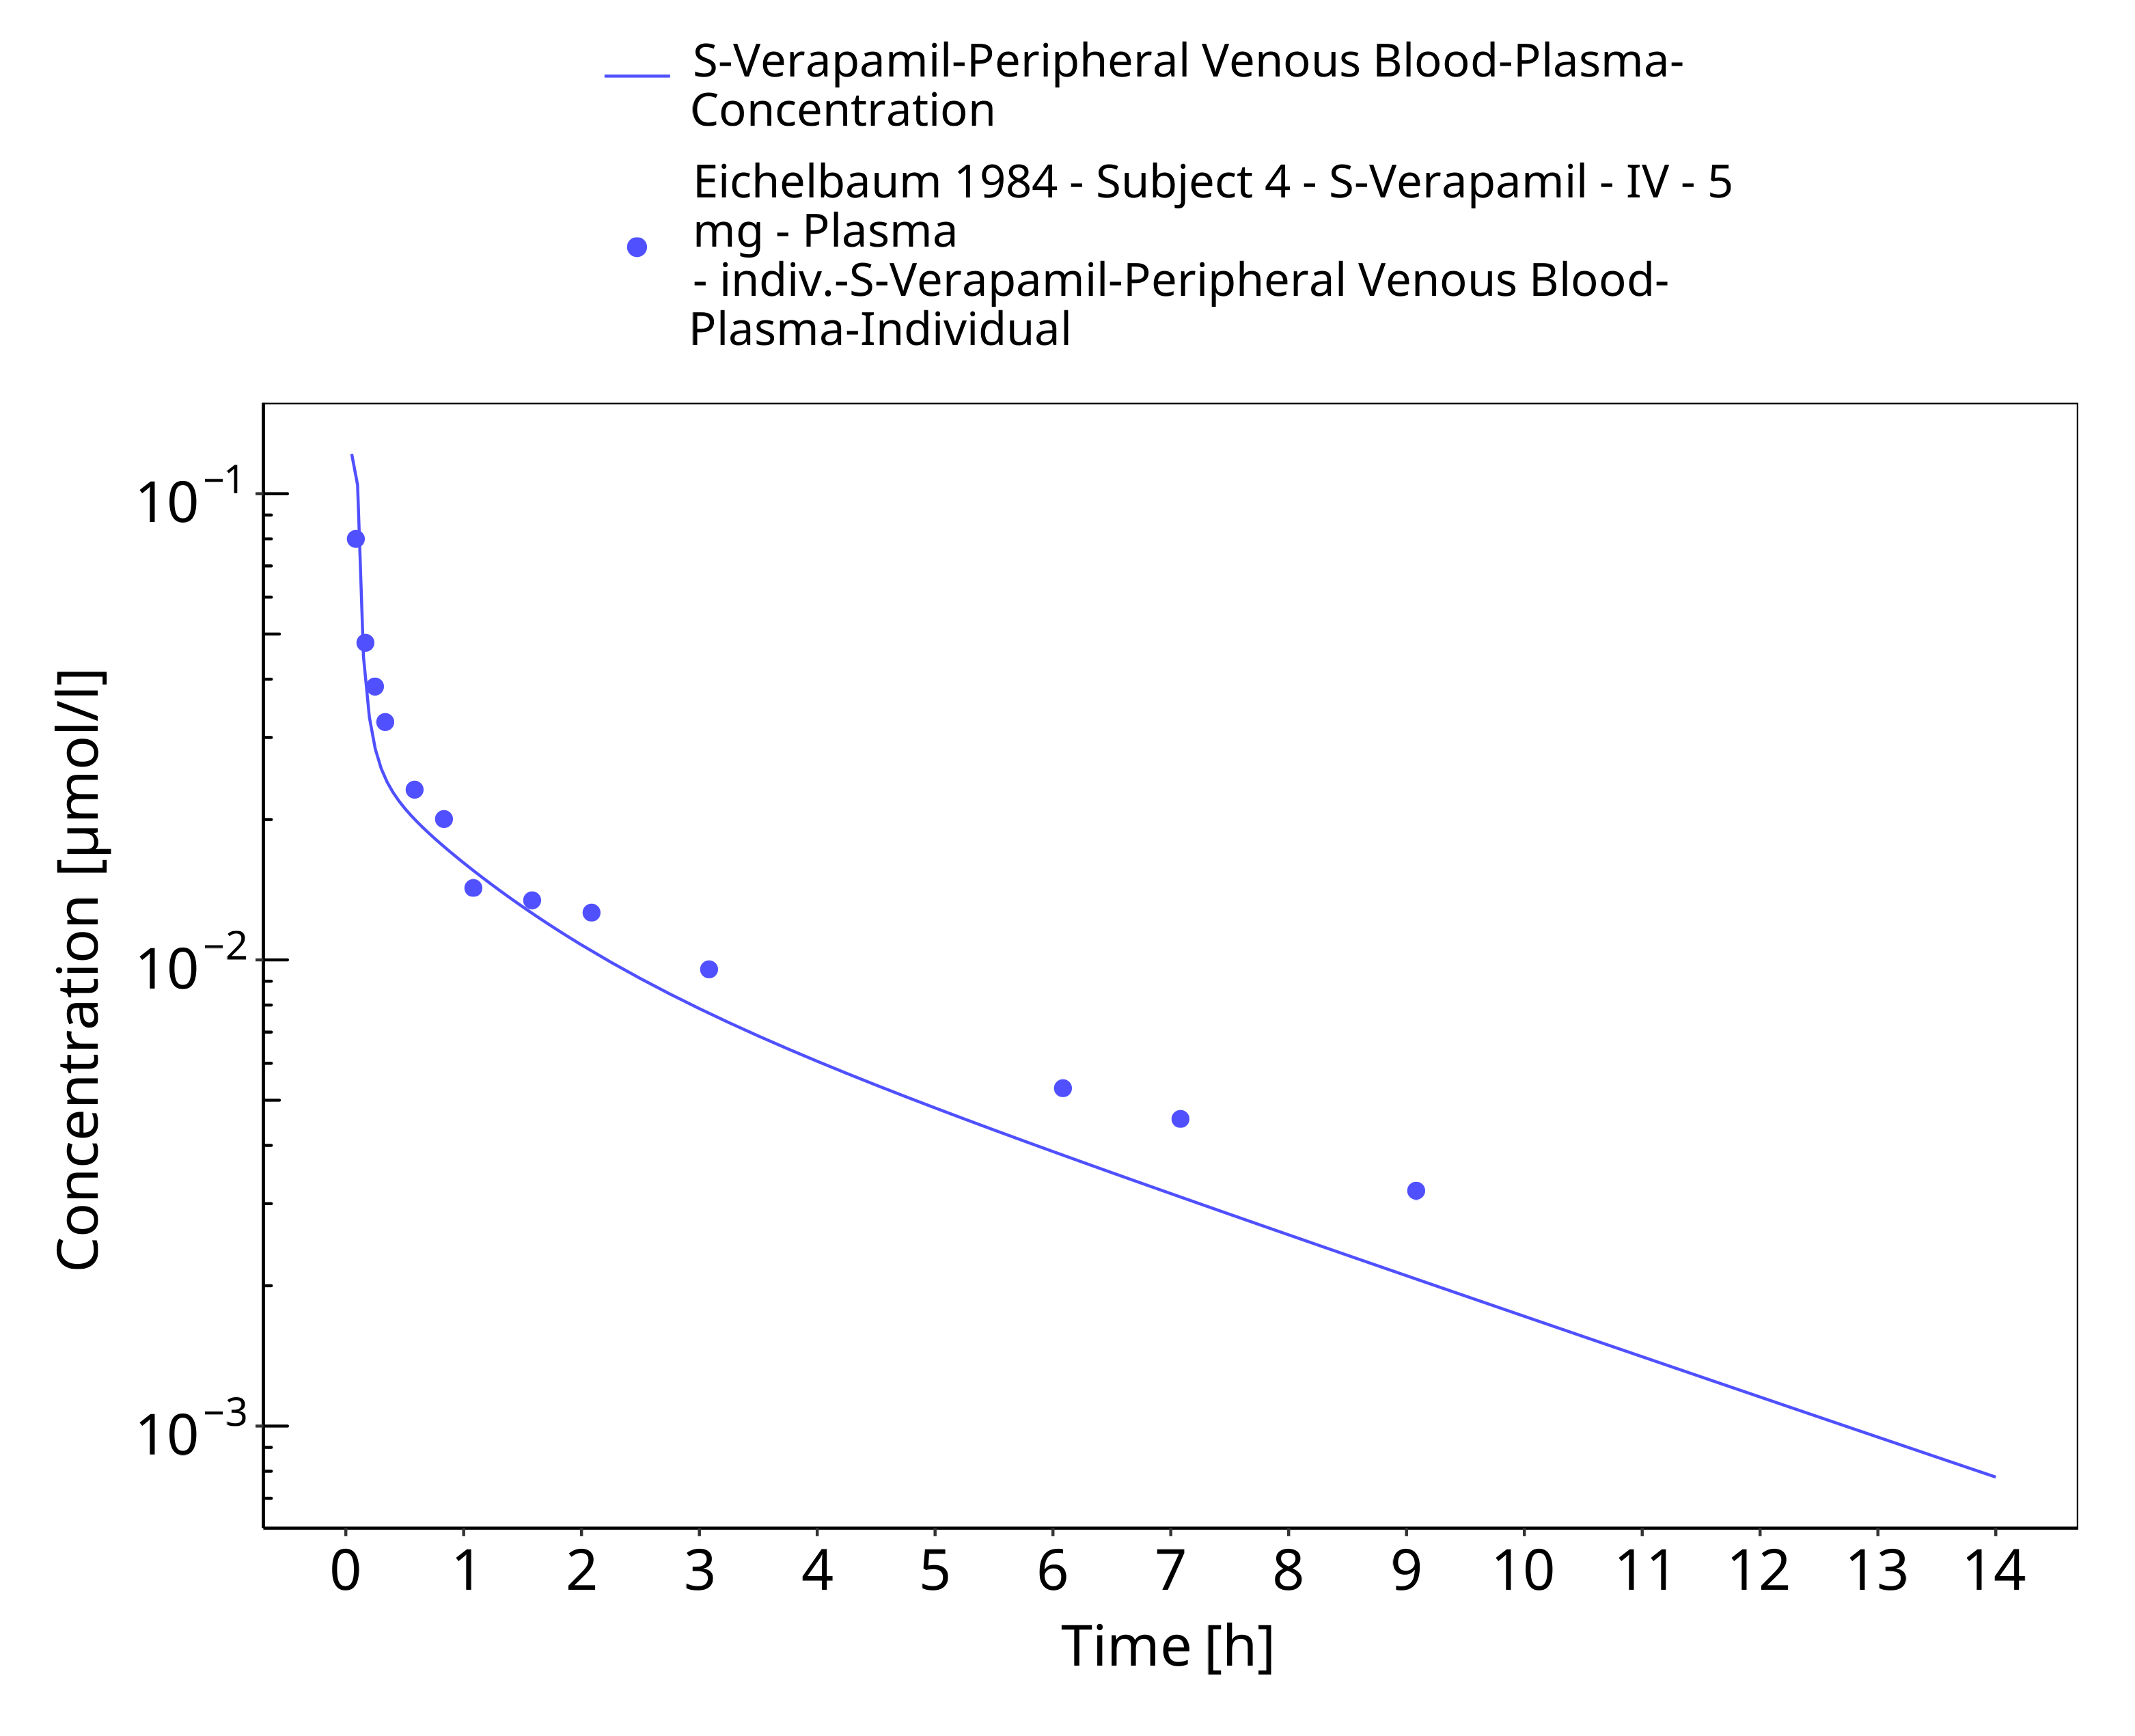 S-Verapamil-Peripheral Venous Blood-Plasma-
Concentration
Eichelbaum 1984 - Subject 4 - S-Verapamil - IV - 5
mg - Plasma
- indiv.-S-Verapamil-Peripheral Venous Blood-
Plasma-Individual
10⁻¹
10⁻²
10⁻³
Concentration [µmol/l]
0 1 2 3 4 5 6 7 8 9 10 11 12 13 14
Time [h]